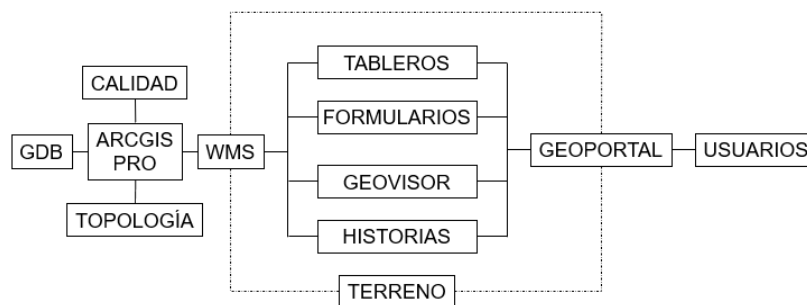 CALIDAD
GDB
ARCGIS
PRO
TOPOLOGÍA
WMS
TABLEROS
FORMULARIOS
GEOVISOR
HISTORIAS
TERRENO
GEOPORTAL
USUARIOS